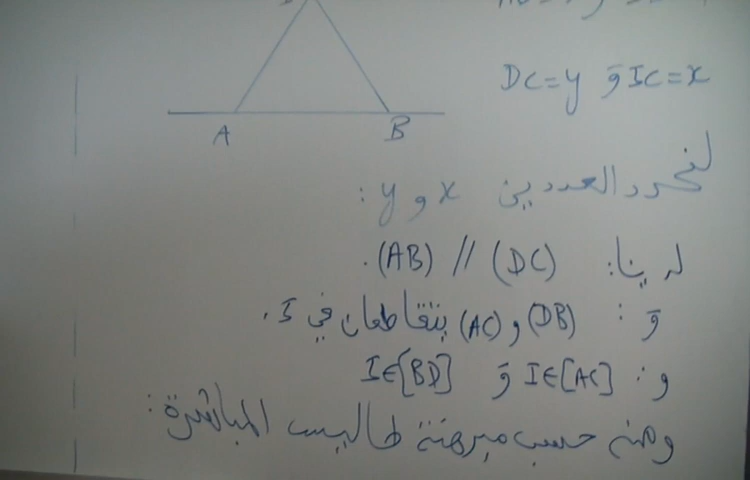 I
DC=y وَ IC=x
A B
لنحدد العددين x و y :
لدينا: (DC) // (AB).
وَ : (DB) و (AC) يتقاطعان في I.
و : I∈[AC] وَ I∈[BD]
ومنه حسب مبرهنة طاليس المباشرة :